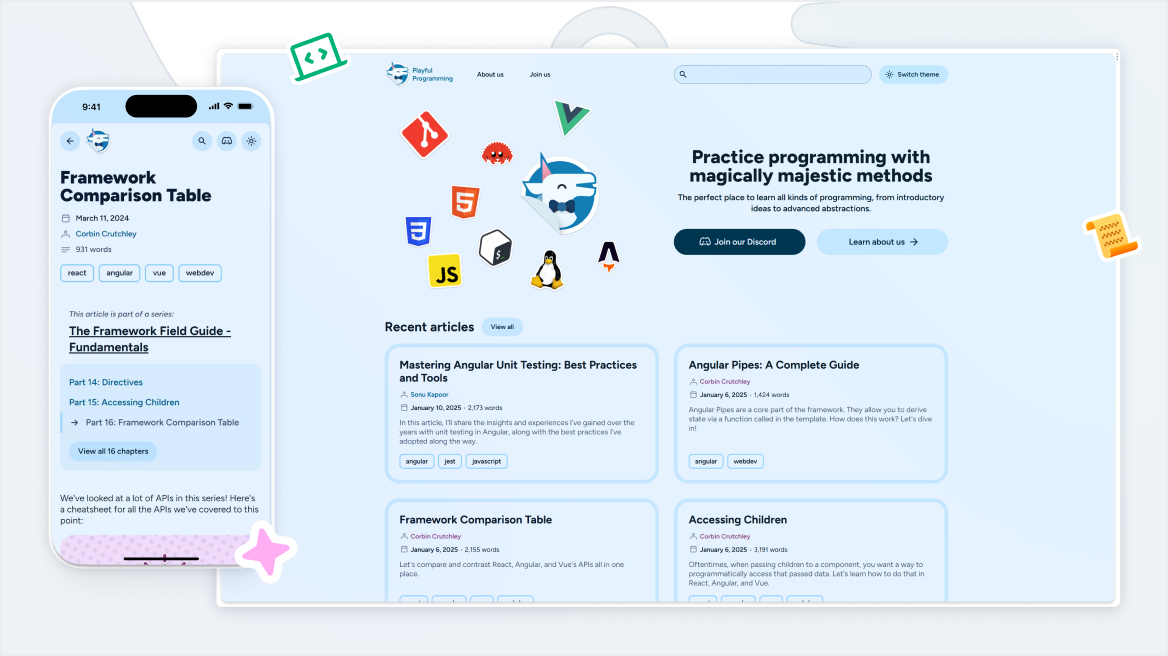 9:41
Framework
Comparison Table
March 11, 2024
Corbin Crutchley
931 words
react
angular
vue
webdev
This article is part of a series:
The Framework Field Guide -
Fundamentals
Part 14: Directives
Part 15: Accessing Children
Part 16: Framework Comparison Table
View all 16 chapters
We've looked at a lot of APIs in this series! Here's
a cheatsheet for all the APIs we've covered to this
point:
Playful
Programming
About us
Join us
Switch theme
5
3
JS
$_
Practice programming with
magically majestic methods
The perfect place to learn all kinds of programming, from introductory
ideas to advanced abstractions.
Join our Discord
Learn about us
Recent articles
View all
Mastering Angular Unit Testing: Best Practices
and Tools
Sonu Kapoor
January 10, 2025 · 2,173 words
In this article, I'll share the insights and experiences I've gained over the
years with unit testing in Angular, along with the best practices I've
adopted along the way.
angular
jest
javascript
Angular Pipes: A Complete Guide
Corbin Crutchley
January 6, 2025 · 1,424 words
Angular Pipes are a core part of the framework. They allow you to derive
state via a function called in the template. How does this work? Let's dive
in!
angular
webdev
Framework Comparison Table
Corbin Crutchley
January 6, 2025 · 2,155 words
Let's compare and contrast React, Angular, and Vue's APIs all in one
place.
Accessing Children
Corbin Crutchley
January 6, 2025 · 3,191 words
Oftentimes, when passing children to a component, you want a way to
programmatically access that passed data. Let's learn how to do that in
React, Angular, and Vue.